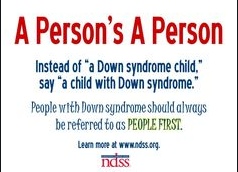 A Person's A Person
Instead of "a Down syndrome child,"
say "a child with Down syndrome."
People with Down syndrome should always
be referred to as PEOPLE FIRST.
Learn more at www.ndss.org.
ndss